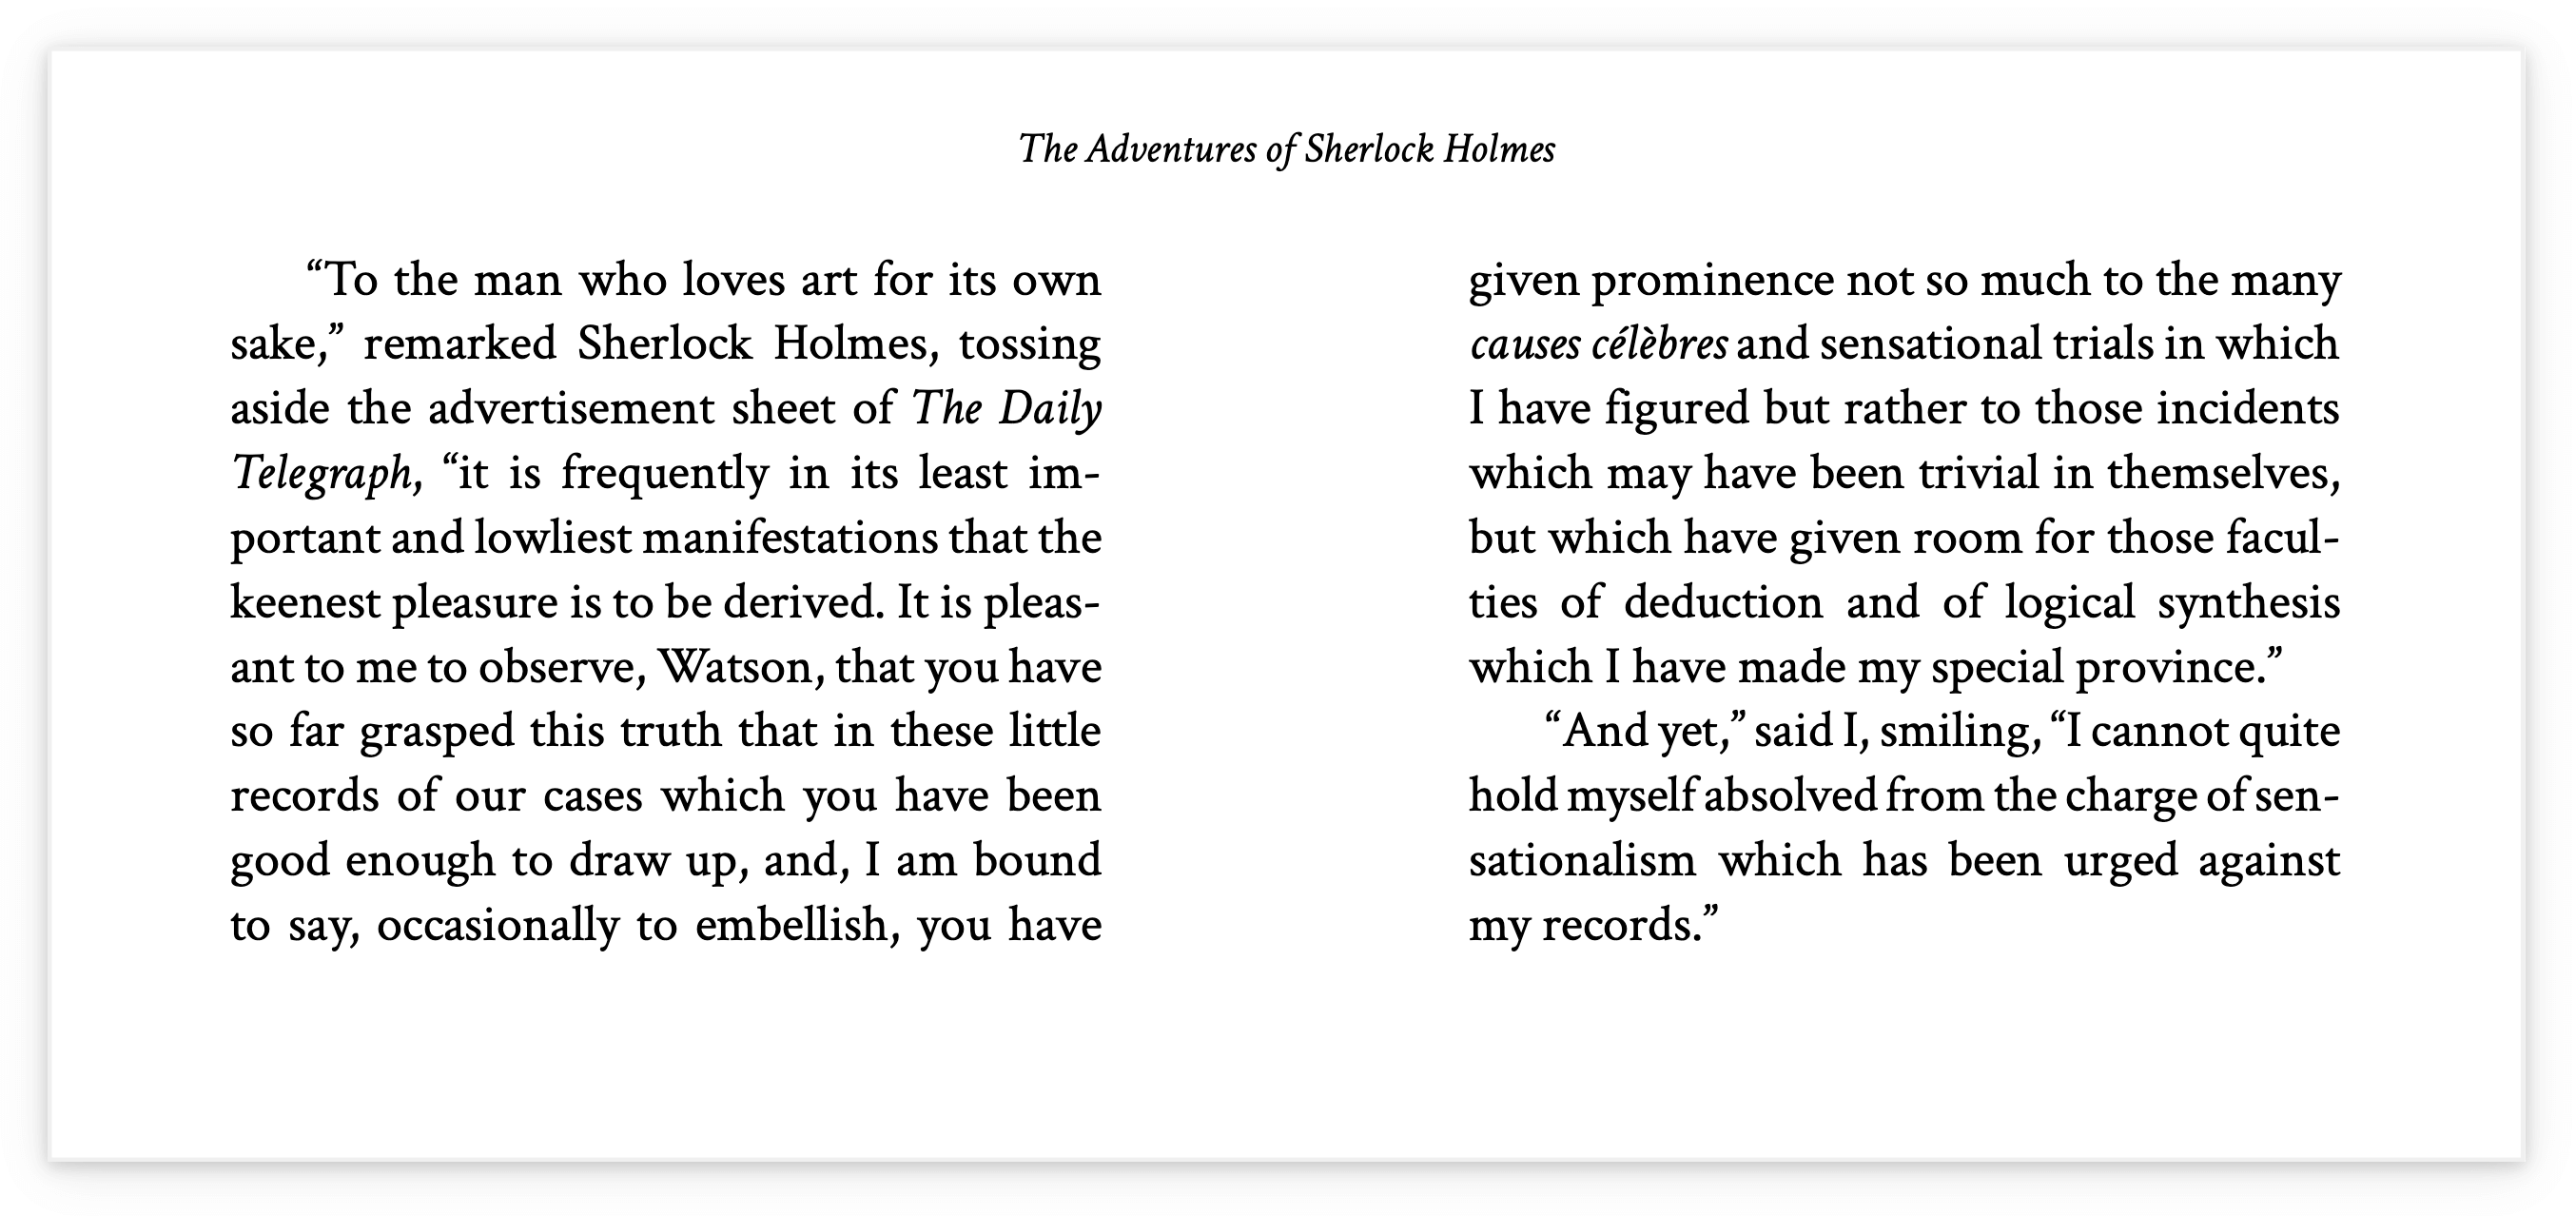 The Adventures of Sherlock Holmes
“To the man who loves art for its own
sake,” remarked Sherlock Holmes, tossing
aside the advertisement sheet of The Daily
Telegraph, “it is frequently in its least im-
portant and lowliest manifestations that the
keenest pleasure is to be derived. It is pleas-
ant to me to observe, Watson, that you have
so far grasped this truth that in these little
records of our cases which you have been
good enough to draw up, and, I am bound
to say, occasionally to embellish, you have
given prominence not so much to the many
causes célèbres and sensational trials in which
I have figured but rather to those incidents
which may have been trivial in themselves,
but which have given room for those facul-
ties of deduction and of logical synthesis
which I have made my special province.”
“And yet,” said I, smiling, “I cannot quite
hold myself absolved from the charge of sen-
sationalism which has been urged against
my records.”